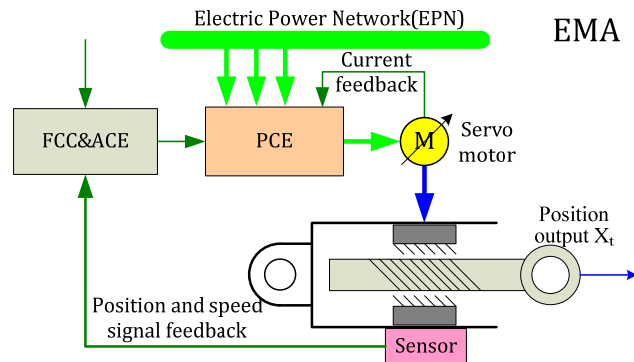 Electric Power Network(EPN)
EMA
Current
feedback
FCC&ACE
PCE
M
Servo
motor
Position
output Xₜ
Position and speed
signal feedback
Sensor